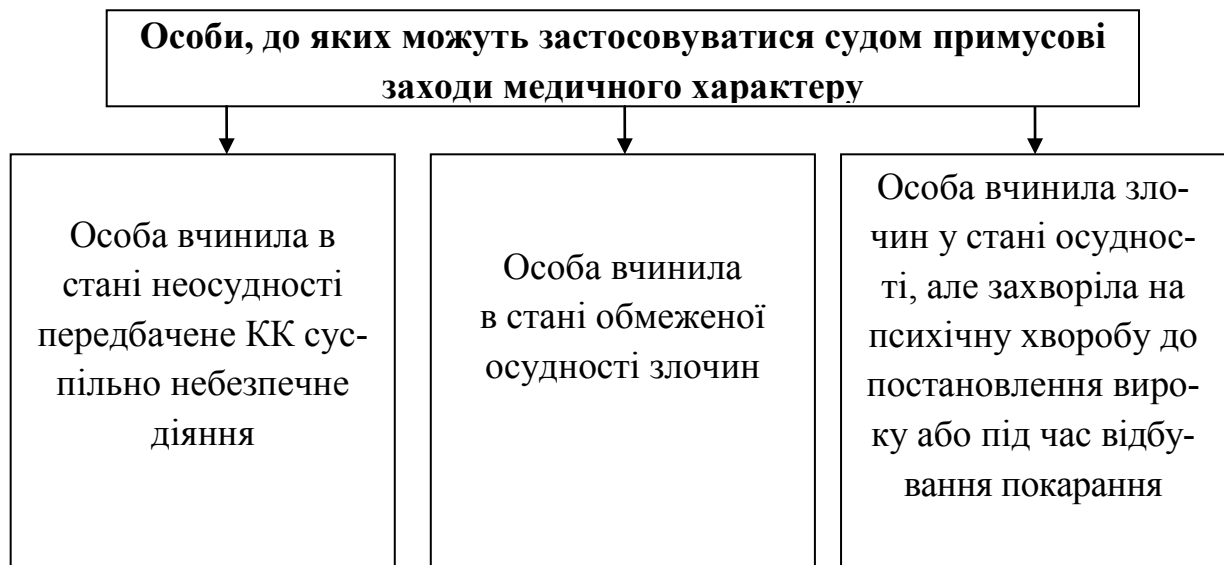 Особи, до яких можуть застосовуватися судом примусові
заходи медичного характеру
Особа вчинила в
стані неосудності
передбачене КК сус-
пільно небезпечне
діяння
Особа вчинила
в стані обмеженої
осудності злочин
Особа вчинила зло-
чин у стані осуднос-
ті, але захворіла на
психічну хворобу до
постановлення виро-
ку або під час відбу-
вання покарання